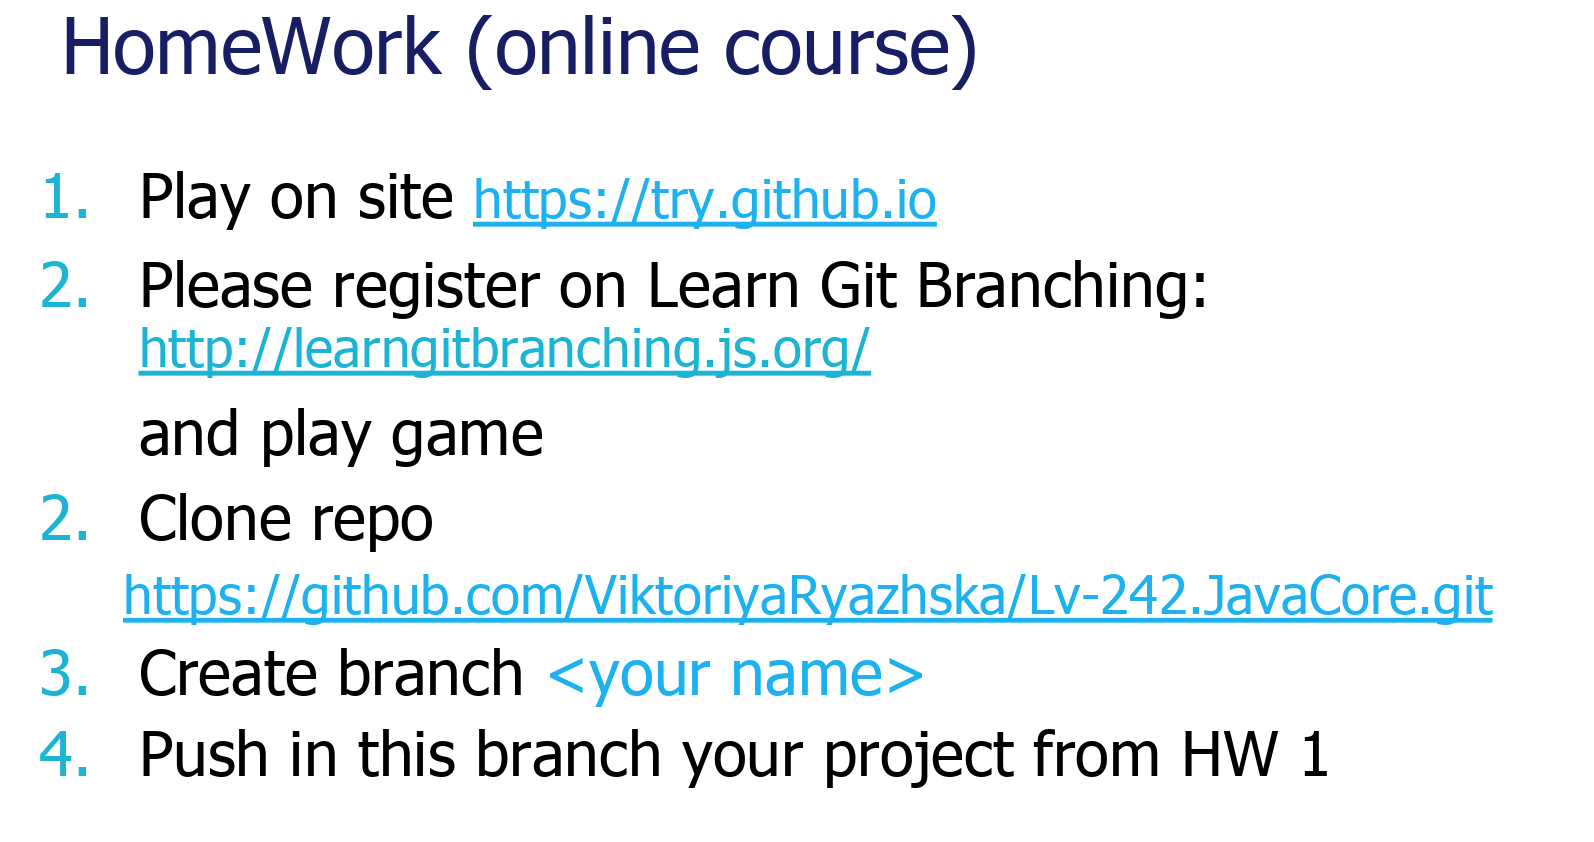 HomeWork (online course)
1. Play on site https://try.github.io
2. Please register on Learn Git Branching:
http://learngitbranching.js.org/
and play game
2. Clone repo
https://github.com/ViktoriyaRyazhska/Lv-242.JavaCore.git
3. Create branch <your name>
4. Push in this branch your project from HW 1